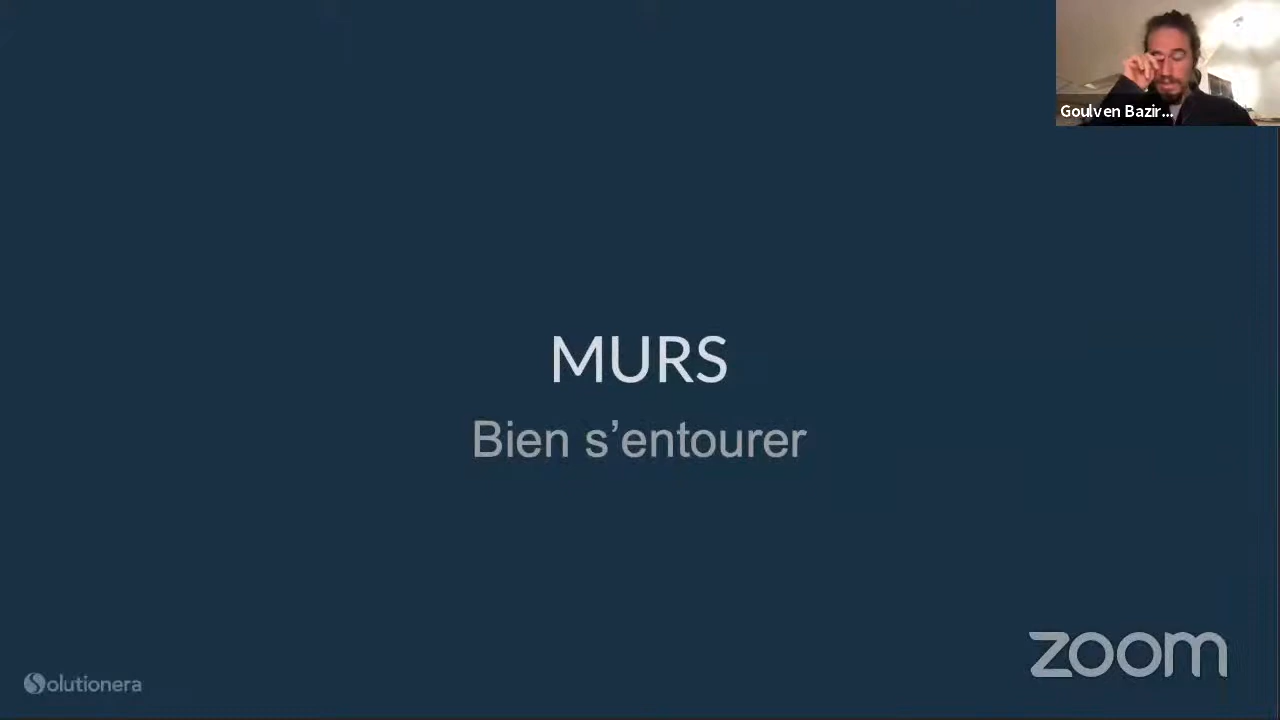 Goulven Bazir...
MURS
Bien s’entourer
zoom
Solutionera